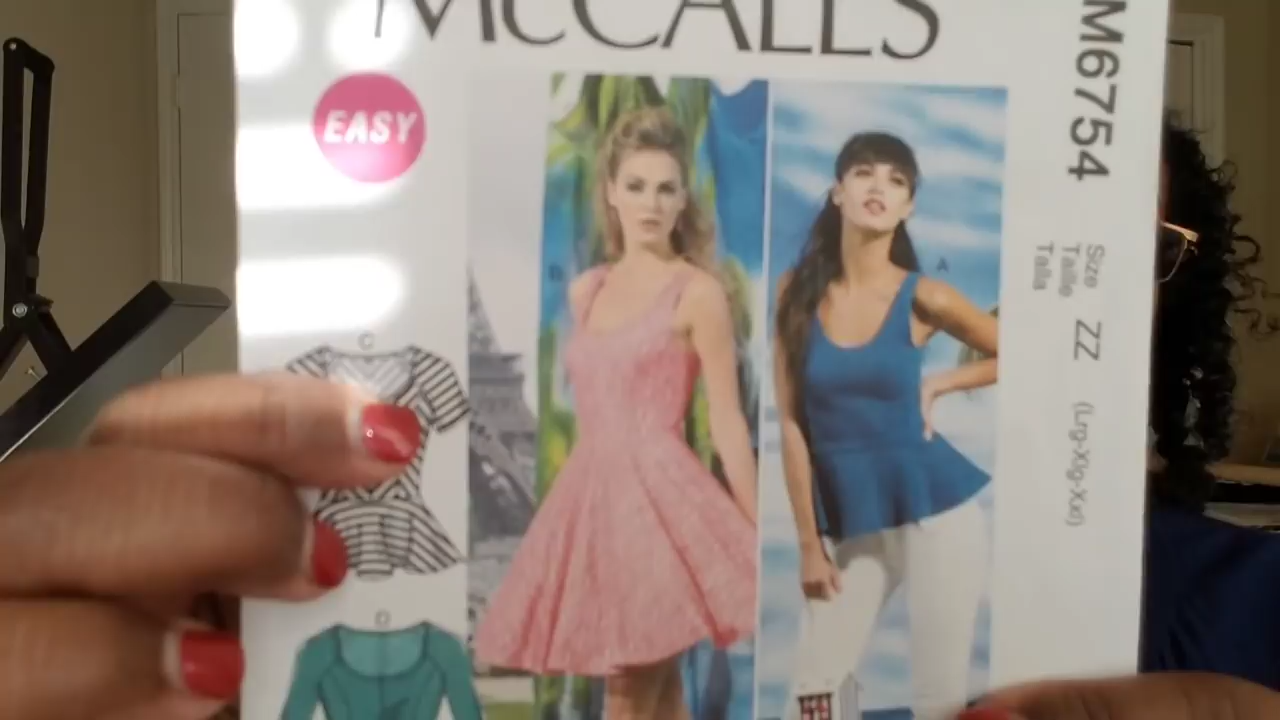 McCALLS
EASY
M6754
Size ZZ (Lrg-Xlg-Xxl)
Taille
Talla
C
B
A
D